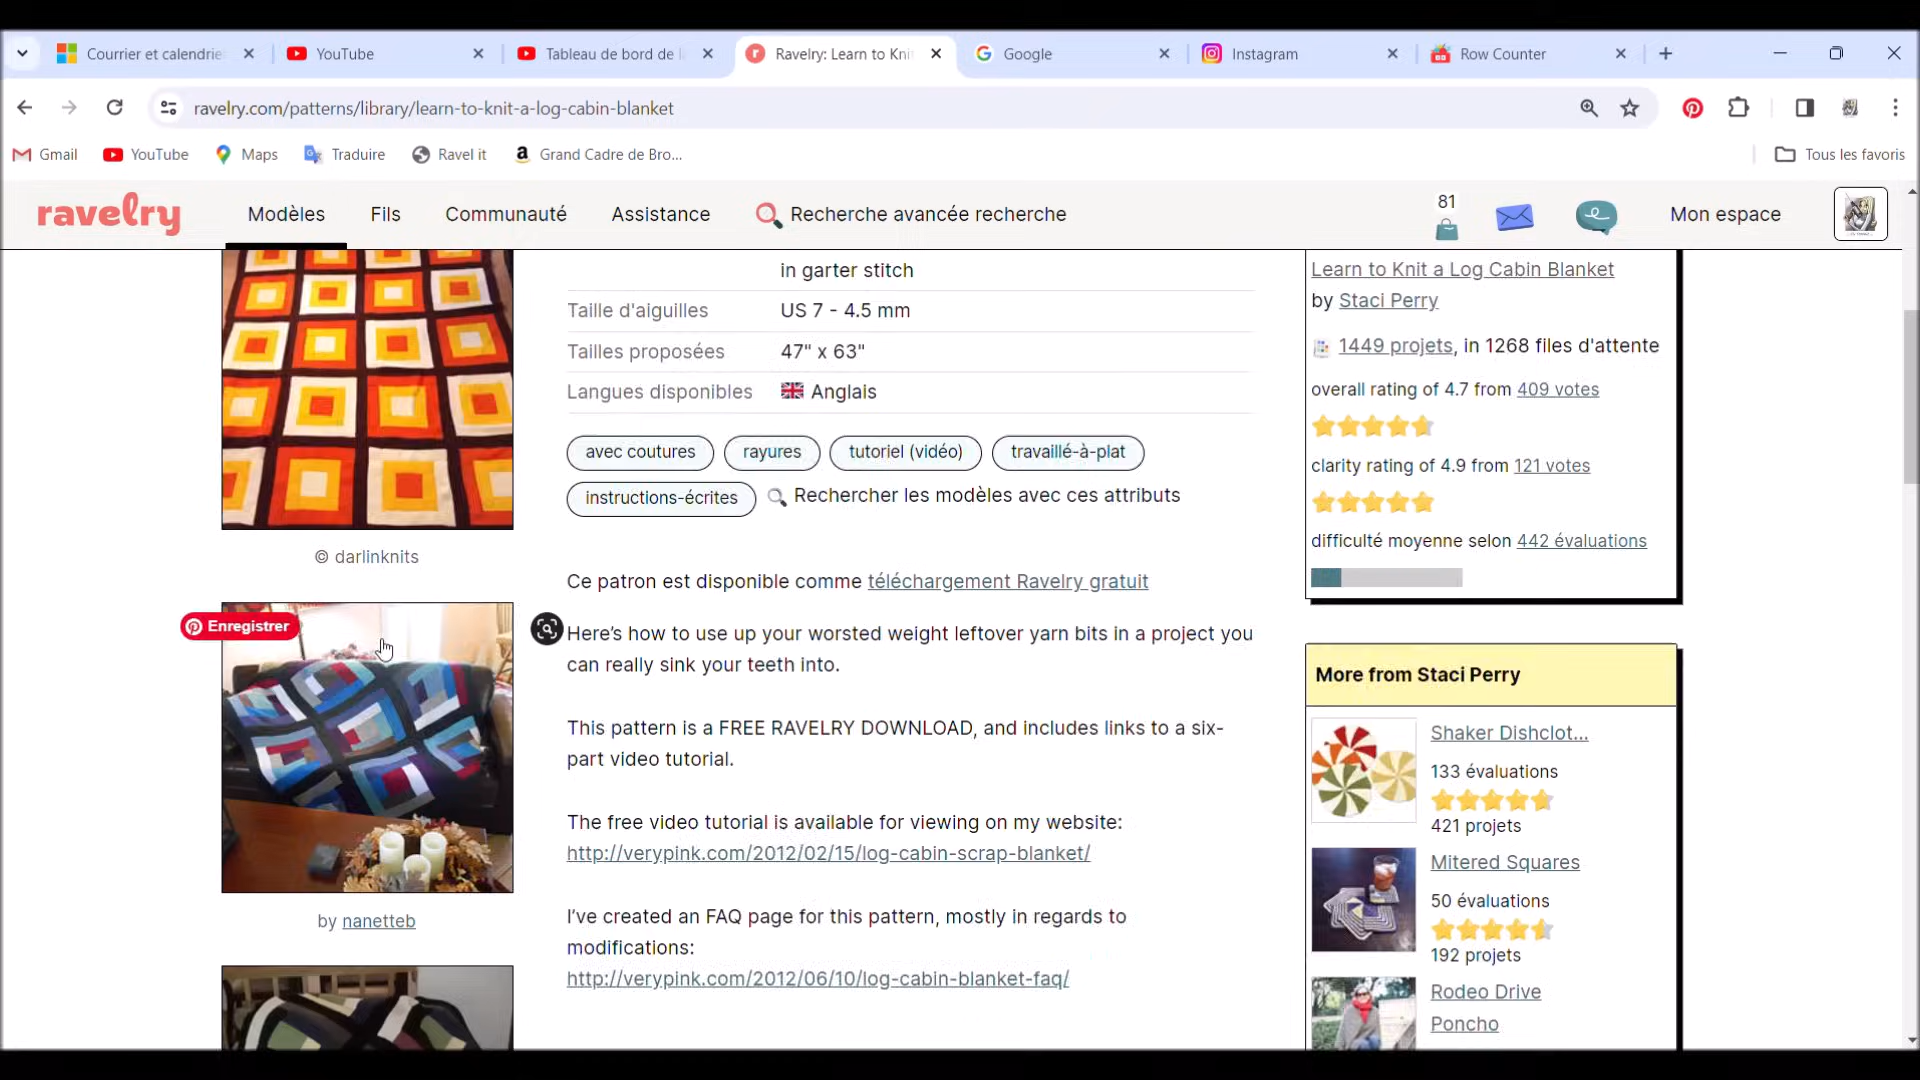 Courrier et calendrie
YouTube
Tableau de bord de l
Ravelry: Learn to Kni
Google
Instagram
Row Counter
ravelry.com/patterns/library/learn-to-knit-a-log-cabin-blanket
Gmail
YouTube
Maps
Traduire
Ravel it
Grand Cadre de Bro...
Tous les favoris
ravelry
Modèles
Fils
Communauté
Assistance
Recherche avancée recherche
81
Mon espace
in garter stitch
Taille d'aiguilles US 7 - 4.5 mm
Tailles proposées 47" x 63"
Langues disponibles Anglais
avec coutures
rayures
tutoriel (vidéo)
travaillé-à-plat
instructions-écrites
Rechercher les modèles avec ces attributs
© darlinknits
Enregistrer
by nanetteb
Ce patron est disponible comme téléchargement Ravelry gratuit
Here's how to use up your worsted weight leftover yarn bits in a project you
can really sink your teeth into.
This pattern is a FREE RAVELRY DOWNLOAD, and includes links to a six-
part video tutorial.
The free video tutorial is available for viewing on my website:
http://verypink.com/2012/02/15/log-cabin-scrap-blanket/
I've created an FAQ page for this pattern, mostly in regards to
modifications:
http://verypink.com/2012/06/10/log-cabin-blanket-faq/
Learn to Knit a Log Cabin Blanket
by Staci Perry
1449 projets, in 1268 files d'attente
overall rating of 4.7 from 409 votes
clarity rating of 4.9 from 121 votes
difficulté moyenne selon 442 évaluations
More from Staci Perry
Shaker Dishclot...
133 évaluations
421 projets
Mitered Squares
50 évaluations
192 projets
Rodeo Drive
Poncho